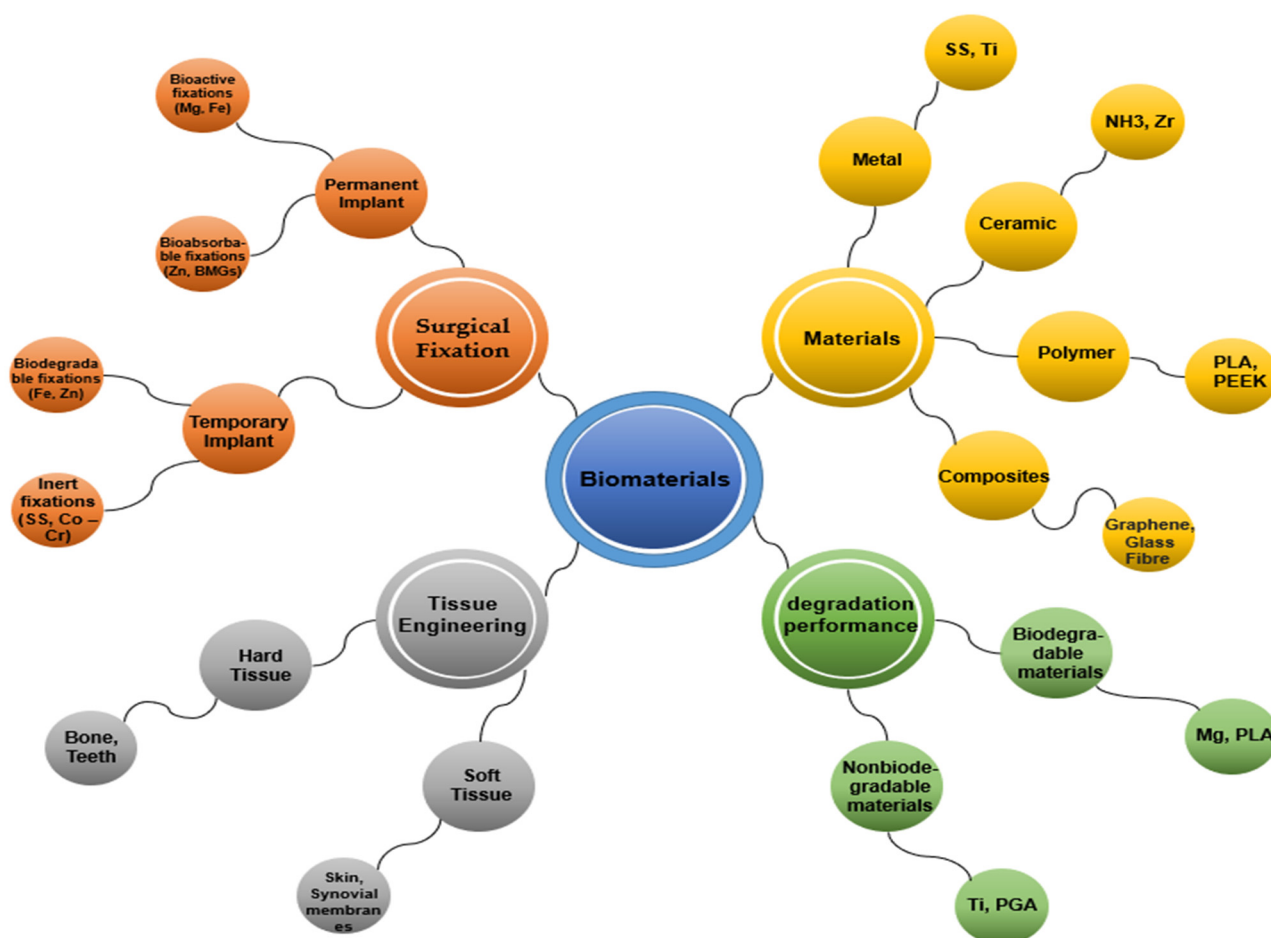 Biomaterials
Surgical
Fixation
Permanent
Implant
Bioactive
fixations
(Mg, Fe)
Bioabsorba-
ble fixations
(Zn, BMGs)
Temporary
Implant
Biodegrada
ble fixations
(Fe, Zn)
Inert
fixations
(SS, Co –
Cr)
Materials
Metal
SS, Ti
Ceramic
NH3, Zr
Polymer
PLA,
PEEK
Composites
Graphene,
Glass
Fibre
Tissue
Engineering
Hard
Tissue
Bone,
Teeth
Soft
Tissue
Skin,
Synovial
membran
es
degradation
performance
Biodegra-
dable
materials
Mg, PLA
Nonbiode-
gradable
materials
Ti, PGA